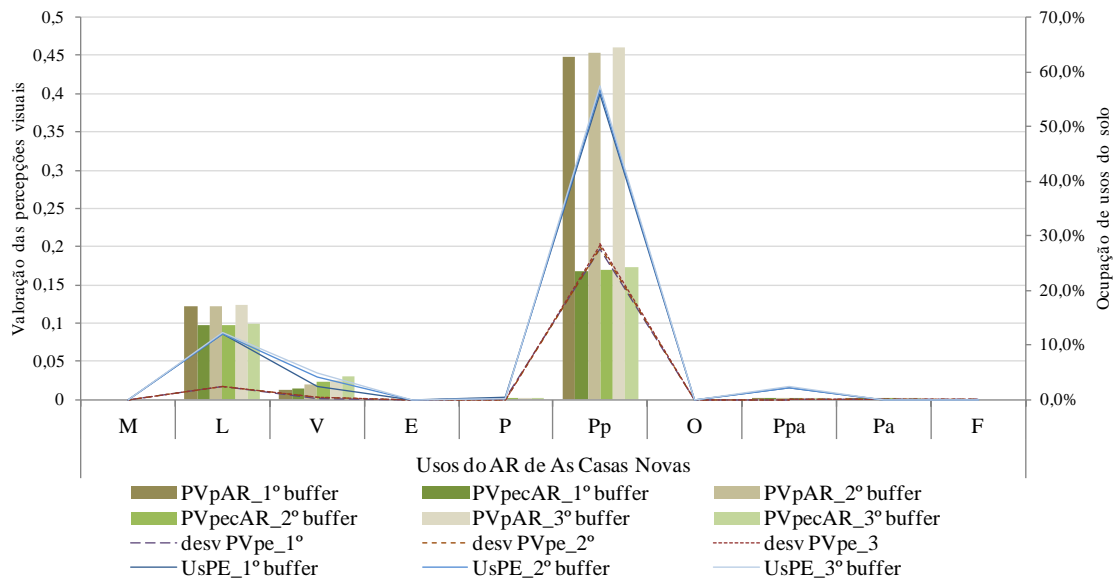 0,5
0,45
0,4
0,35
0,3
0,25
0,2
0,15
0,1
0,05
0
Valoração das percepções visuais
70,0%
60,0%
50,0%
40,0%
30,0%
20,0%
10,0%
0,0%
Ocupação de usos do solo
M L V E P Pp O Ppa Pa F
Usos do AR de As Casas Novas
PVpAR_1º buffer PVpecAR_1º buffer PVpAR_2º buffer
PVpecAR_2º buffer PVpAR_3º buffer PVpecAR_3º buffer
desv PVpe_1º desv PVpe_2º desv PVpe_3
UsPE_1º buffer UsPE_2º buffer UsPE_3º buffer